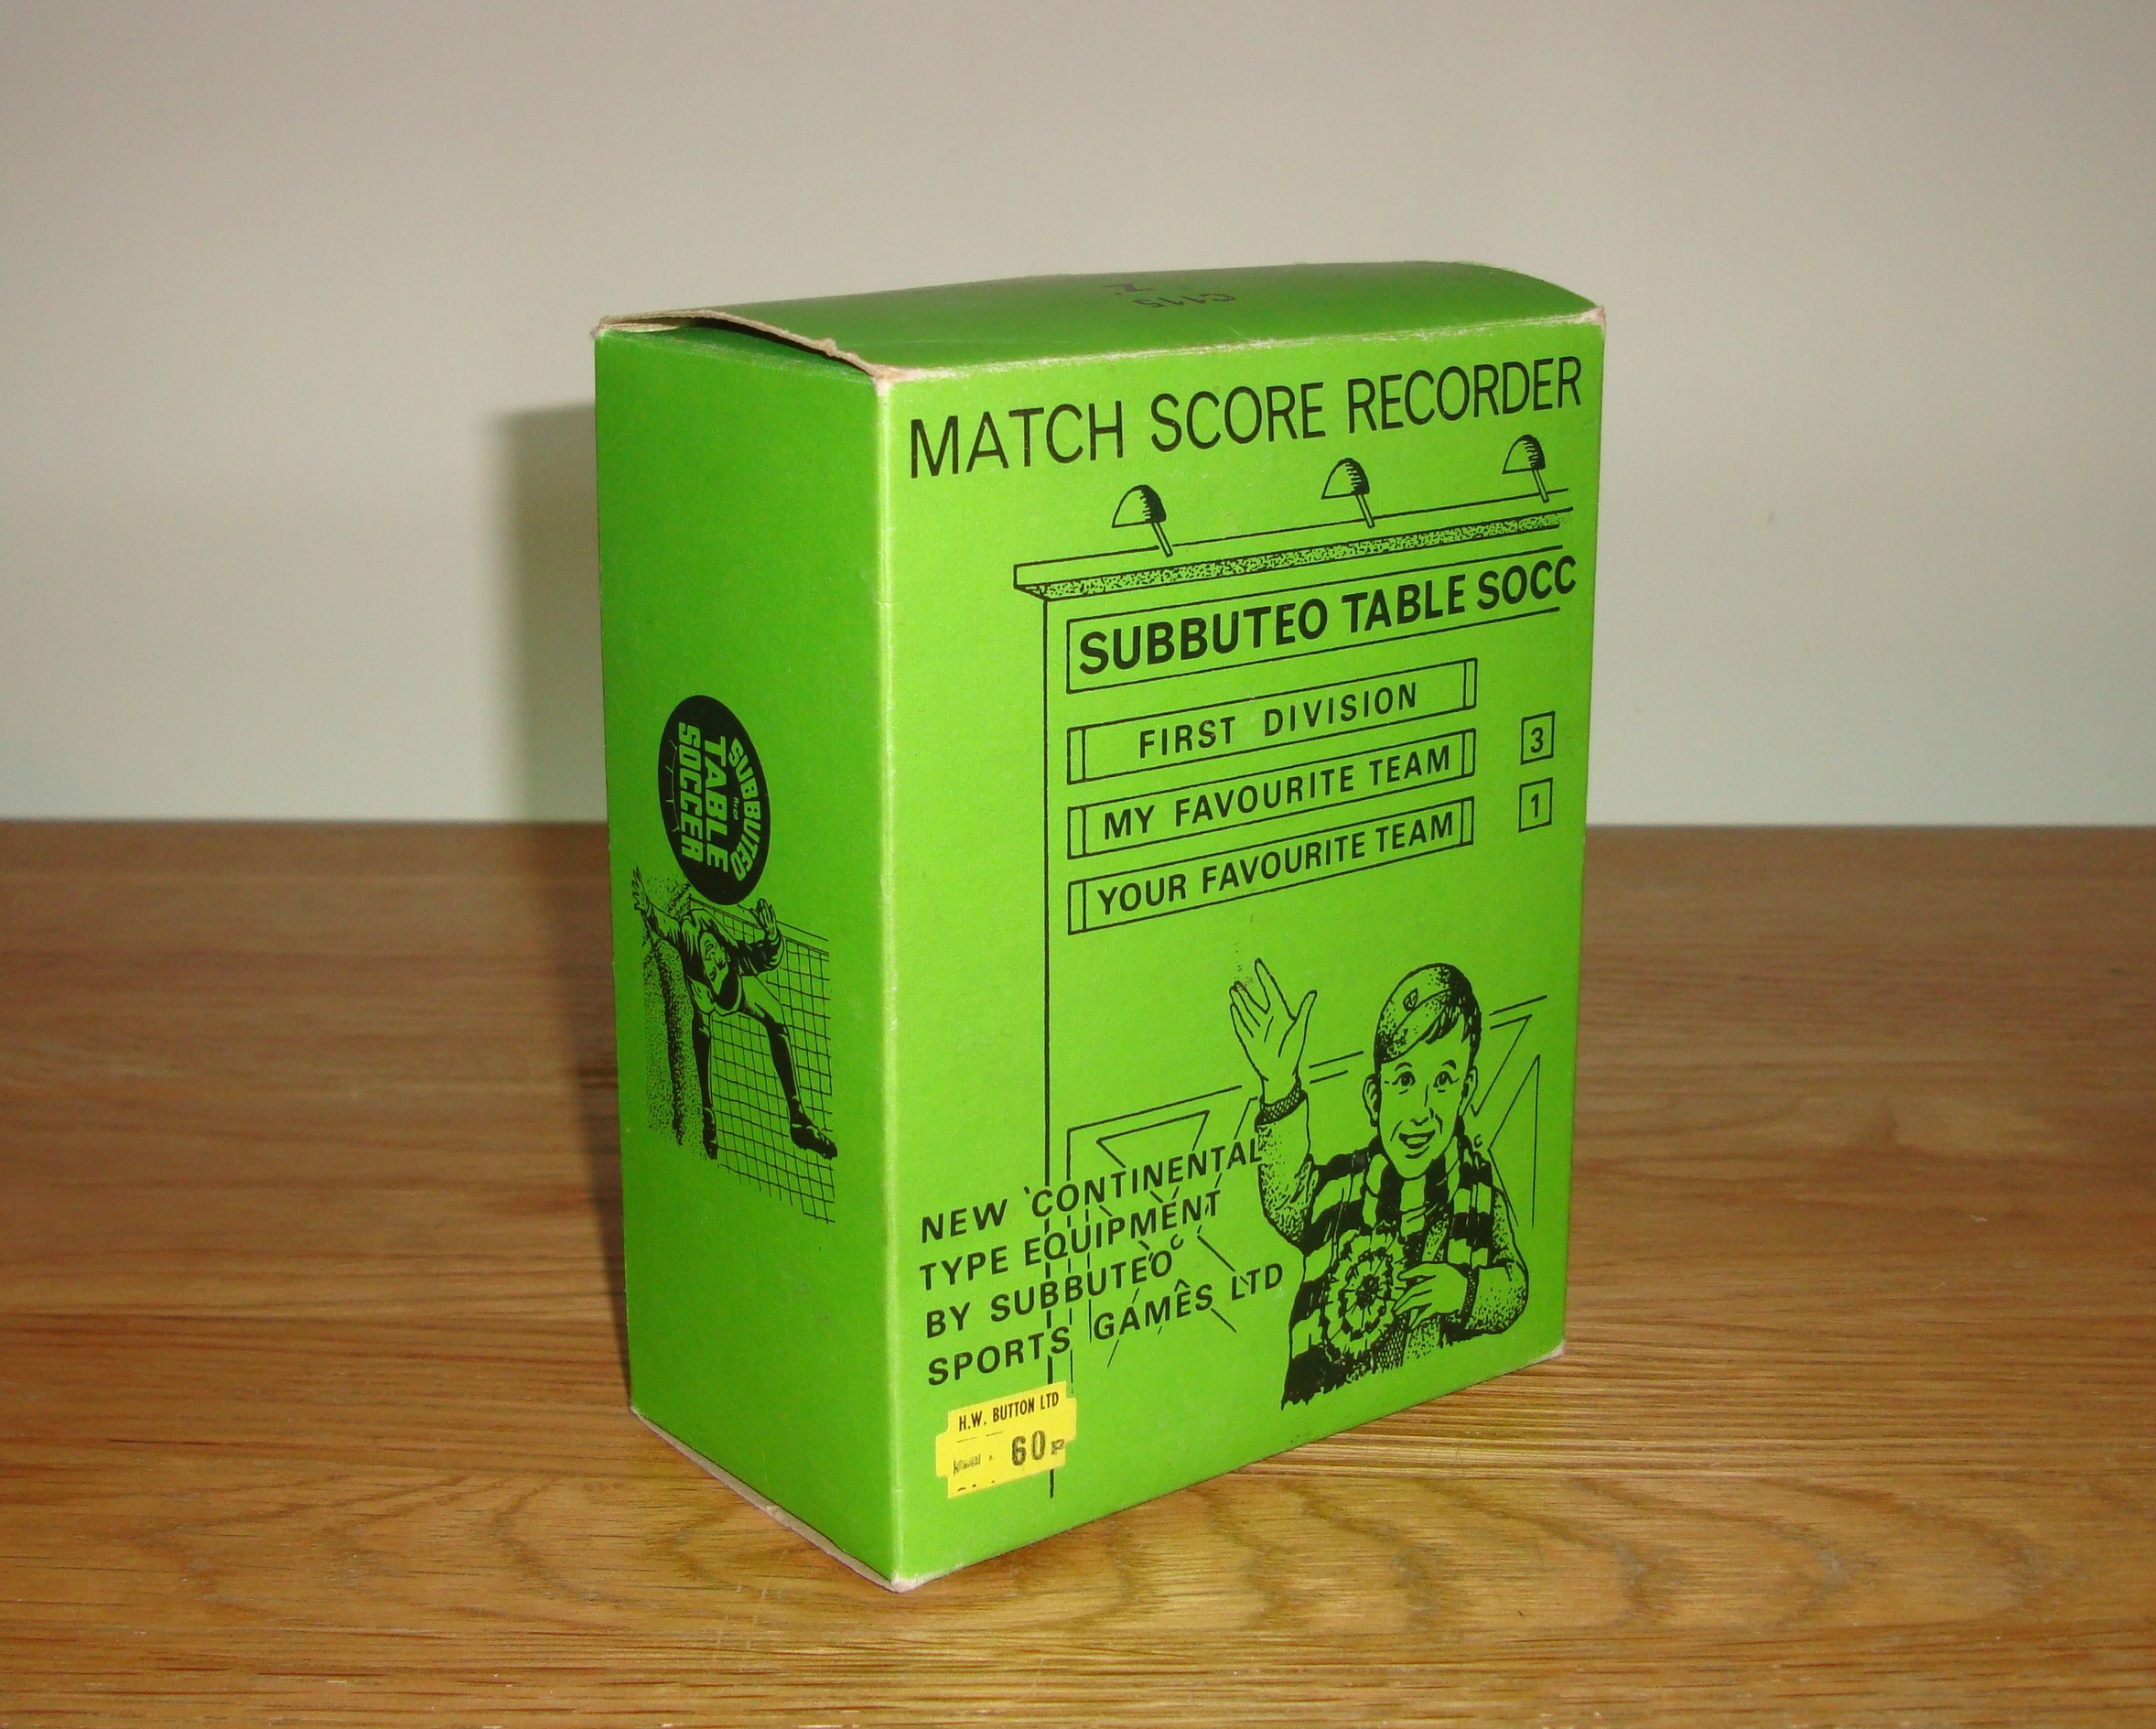 C115
MATCH SCORE RECORDER
SUBBUTEO TABLE SOCC
FIRST DIVISION
MY FAVOURITE TEAM 3
YOUR FAVOURITE TEAM 1
NEW 'CONTINENTAL
TYPE EQUIPMENT
BY SUBBUTEO
SPORTS GAMES LTD
H.W. BUTTON LTD
60P
SUBBUTEO
TABLE
SOCCER